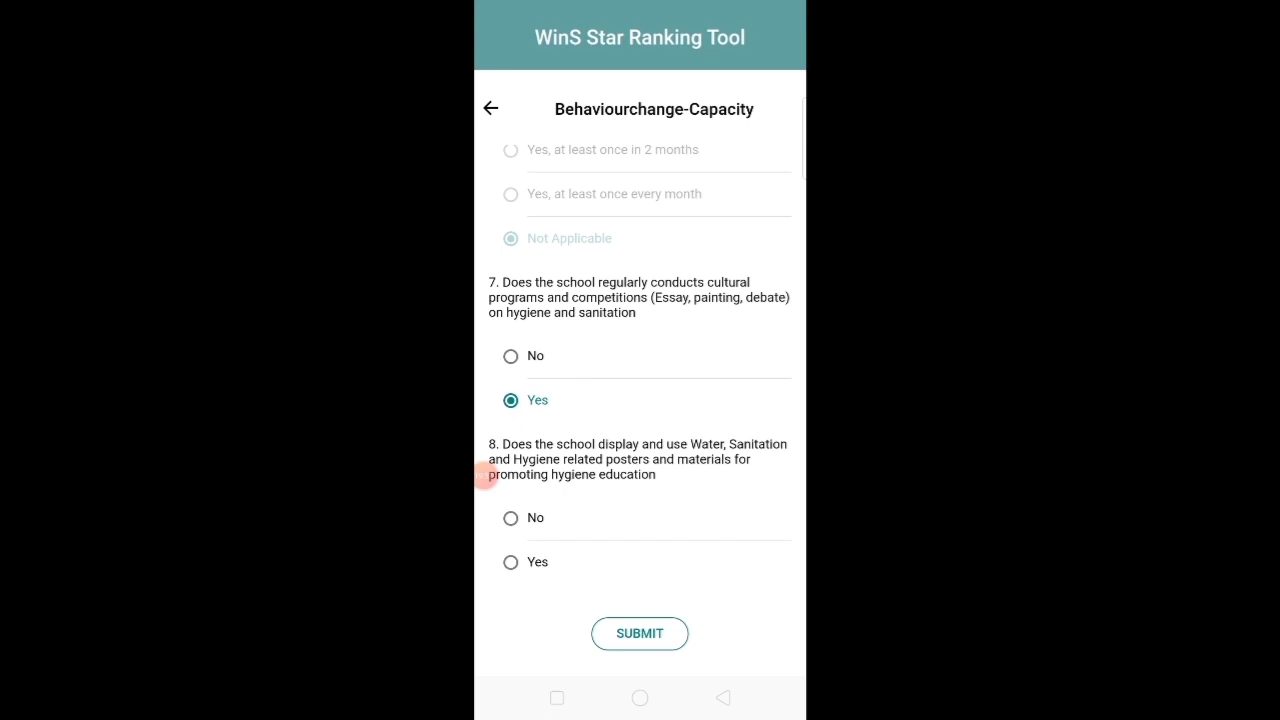 WinS Star Ranking Tool
Behaviourchange-Capacity
Yes, at least once in 2 months
Yes, at least once every month
Not Applicable
7. Does the school regularly conducts cultural
programs and competitions (Essay, painting, debate)
on hygiene and sanitation
No
Yes
8. Does the school display and use Water, Sanitation
and Hygiene related posters and materials for
promoting hygiene education
No
Yes
SUBMIT